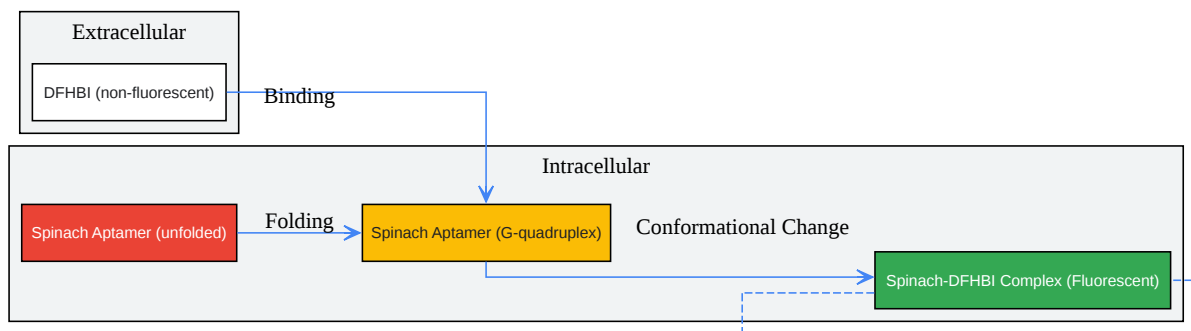 Extracellular
DFHBI (non-fluorescent)
Binding
Intracellular
Spinach Aptamer (unfolded)
Folding
Spinach Aptamer (G-quadruplex)
Conformational Change
Spinach-DFHBI Complex (Fluorescent)